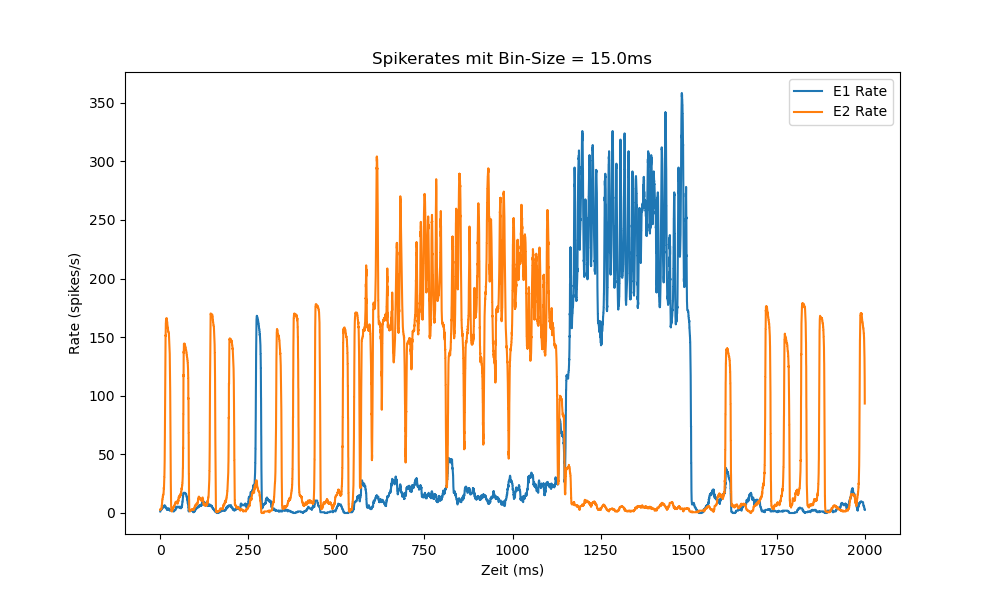 Spikerates mit Bin-Size = 15.0ms
E1 Rate
E2 Rate
350
300
250
200
150
100
50
0
Rate (spikes/s)
0 250 500 750 1000 1250 1500 1750 2000
Zeit (ms)